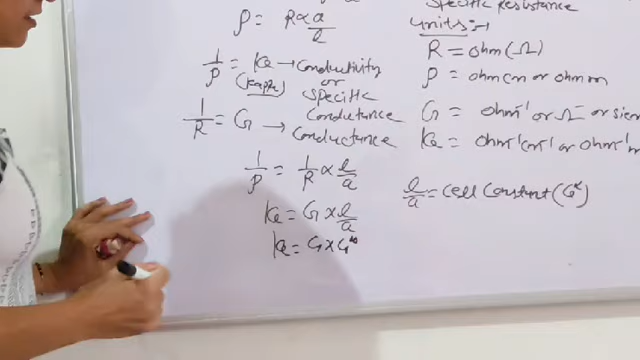 ρ = R × a/l
1/ρ = κ → Conductivity
(kappa) or
Specific
Conductance
1/R = G → Conductance
1/ρ = 1/R × l/a
κ = G × l/a
κ = G × G*
Specific Resistance
Units:-
R = ohm (Ω)
ρ = ohm cm or ohm m
G = ohm⁻¹ or Ω⁻ or
κ = ohm⁻¹ cm⁻¹ or ohm⁻¹
l/a = Cell Constant (G*)